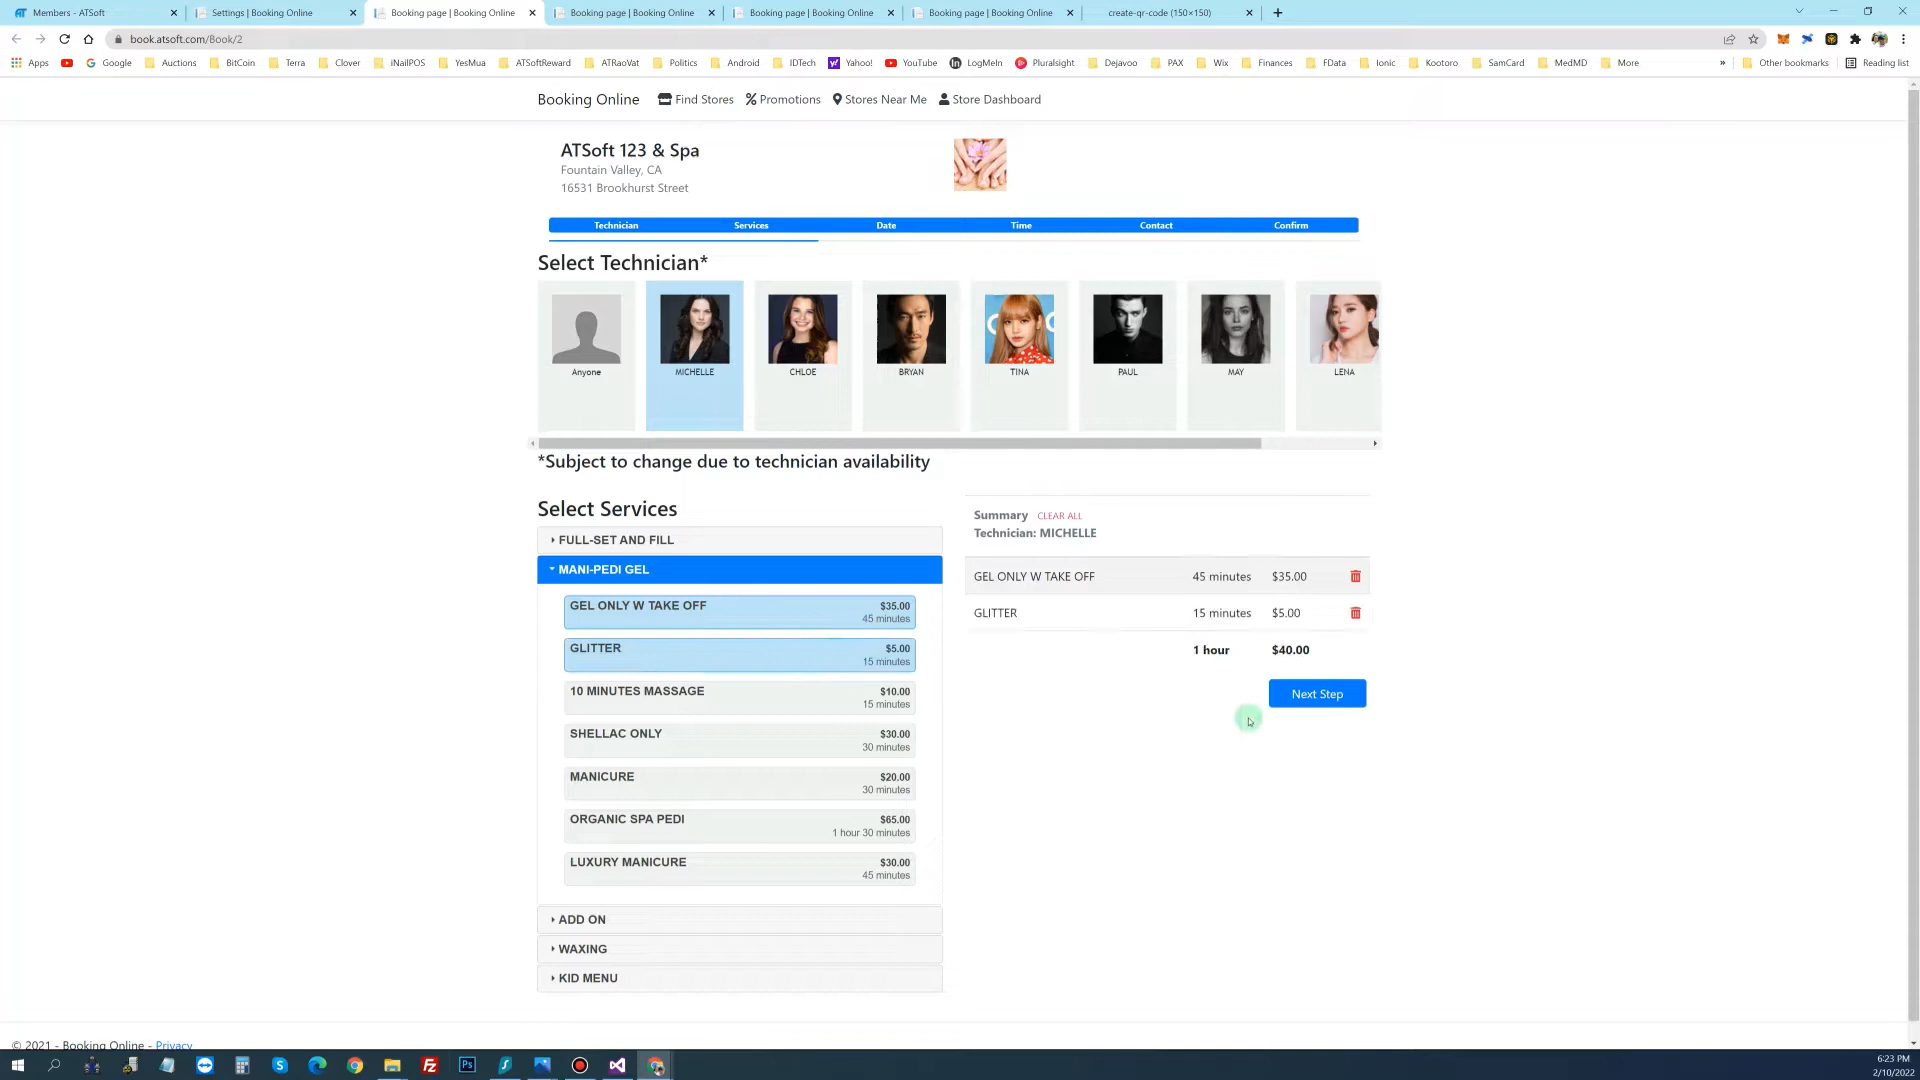 Members - ATSoft
Settings | Booking Online
Booking page | Booking Online
Booking page | Booking Online
Booking page | Booking Online
Booking page | Booking Online
create-qr-code (150×150)
book.atsoft.com/Book/2
Apps Google Auctions BitCoin Terra Clover iNailPOS YesMua ATSoftReward ATRaoVat Politics Android IDTech Yahoo! YouTube LogMeIn Pluralsight Dejavoo PAX Wix Finances FData Ionic Kootoro SamCard MedMD More » Other bookmarks Reading list
Booking Online Find Stores Promotions Stores Near Me Store Dashboard
ATSoft 123 & Spa
Fountain Valley, CA
16531 Brookhurst Street
Technician Services Date Time Contact Confirm
Select Technician*
Anyone MICHELLE CHLOE BRYAN TINA PAUL MAY LENA
*Subject to change due to technician availability
Select Services
FULL-SET AND FILL
MANI-PEDI GEL
GEL ONLY W TAKE OFF $35.00
45 minutes
GLITTER $5.00
15 minutes
10 MINUTES MASSAGE $10.00
15 minutes
SHELLAC ONLY $30.00
30 minutes
MANICURE $20.00
30 minutes
ORGANIC SPA PEDI $65.00
1 hour 30 minutes
LUXURY MANICURE $30.00
45 minutes
ADD ON
WAXING
KID MENU
Summary CLEAR ALL
Technician: MICHELLE
GEL ONLY W TAKE OFF 45 minutes $35.00
GLITTER 15 minutes $5.00
1 hour $40.00
Next Step
© 2021 - Booking Online - Privacy
6:23 PM
2/10/2022